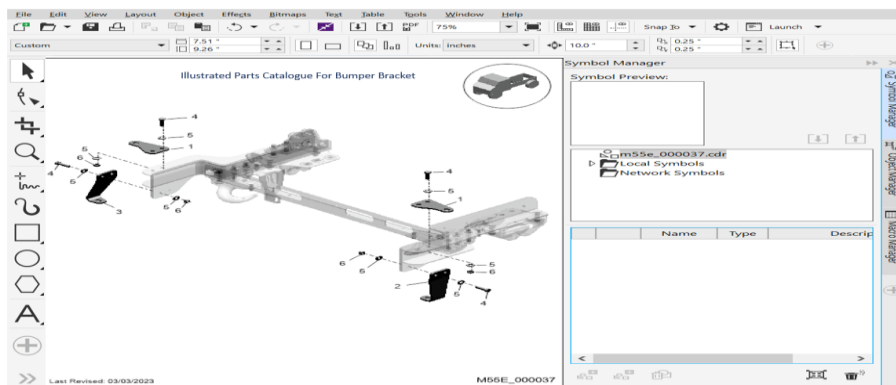 File Edit View Layout Object Effects Bitmaps Text Table Tools Window Help
PDF 75% Snap To Launch
Custom 7.51 " 9.26 " Units: inches 10.0 " 0.25 " 0.25 "
Symbol Manager
Symbol Preview:
Illustrated Parts Catalogue For Bumper Bracket
4
5
1
5
6
4
5
3
5
6
4
5
1
6
5
2
5
6
5
4
m55e_000037.cdr
Local Symbols
Network Symbols
Name Type Descrip
Last Revised: 03/03/2023
M55E_000037
Symbol Manager
Object Manager
Macro Manager